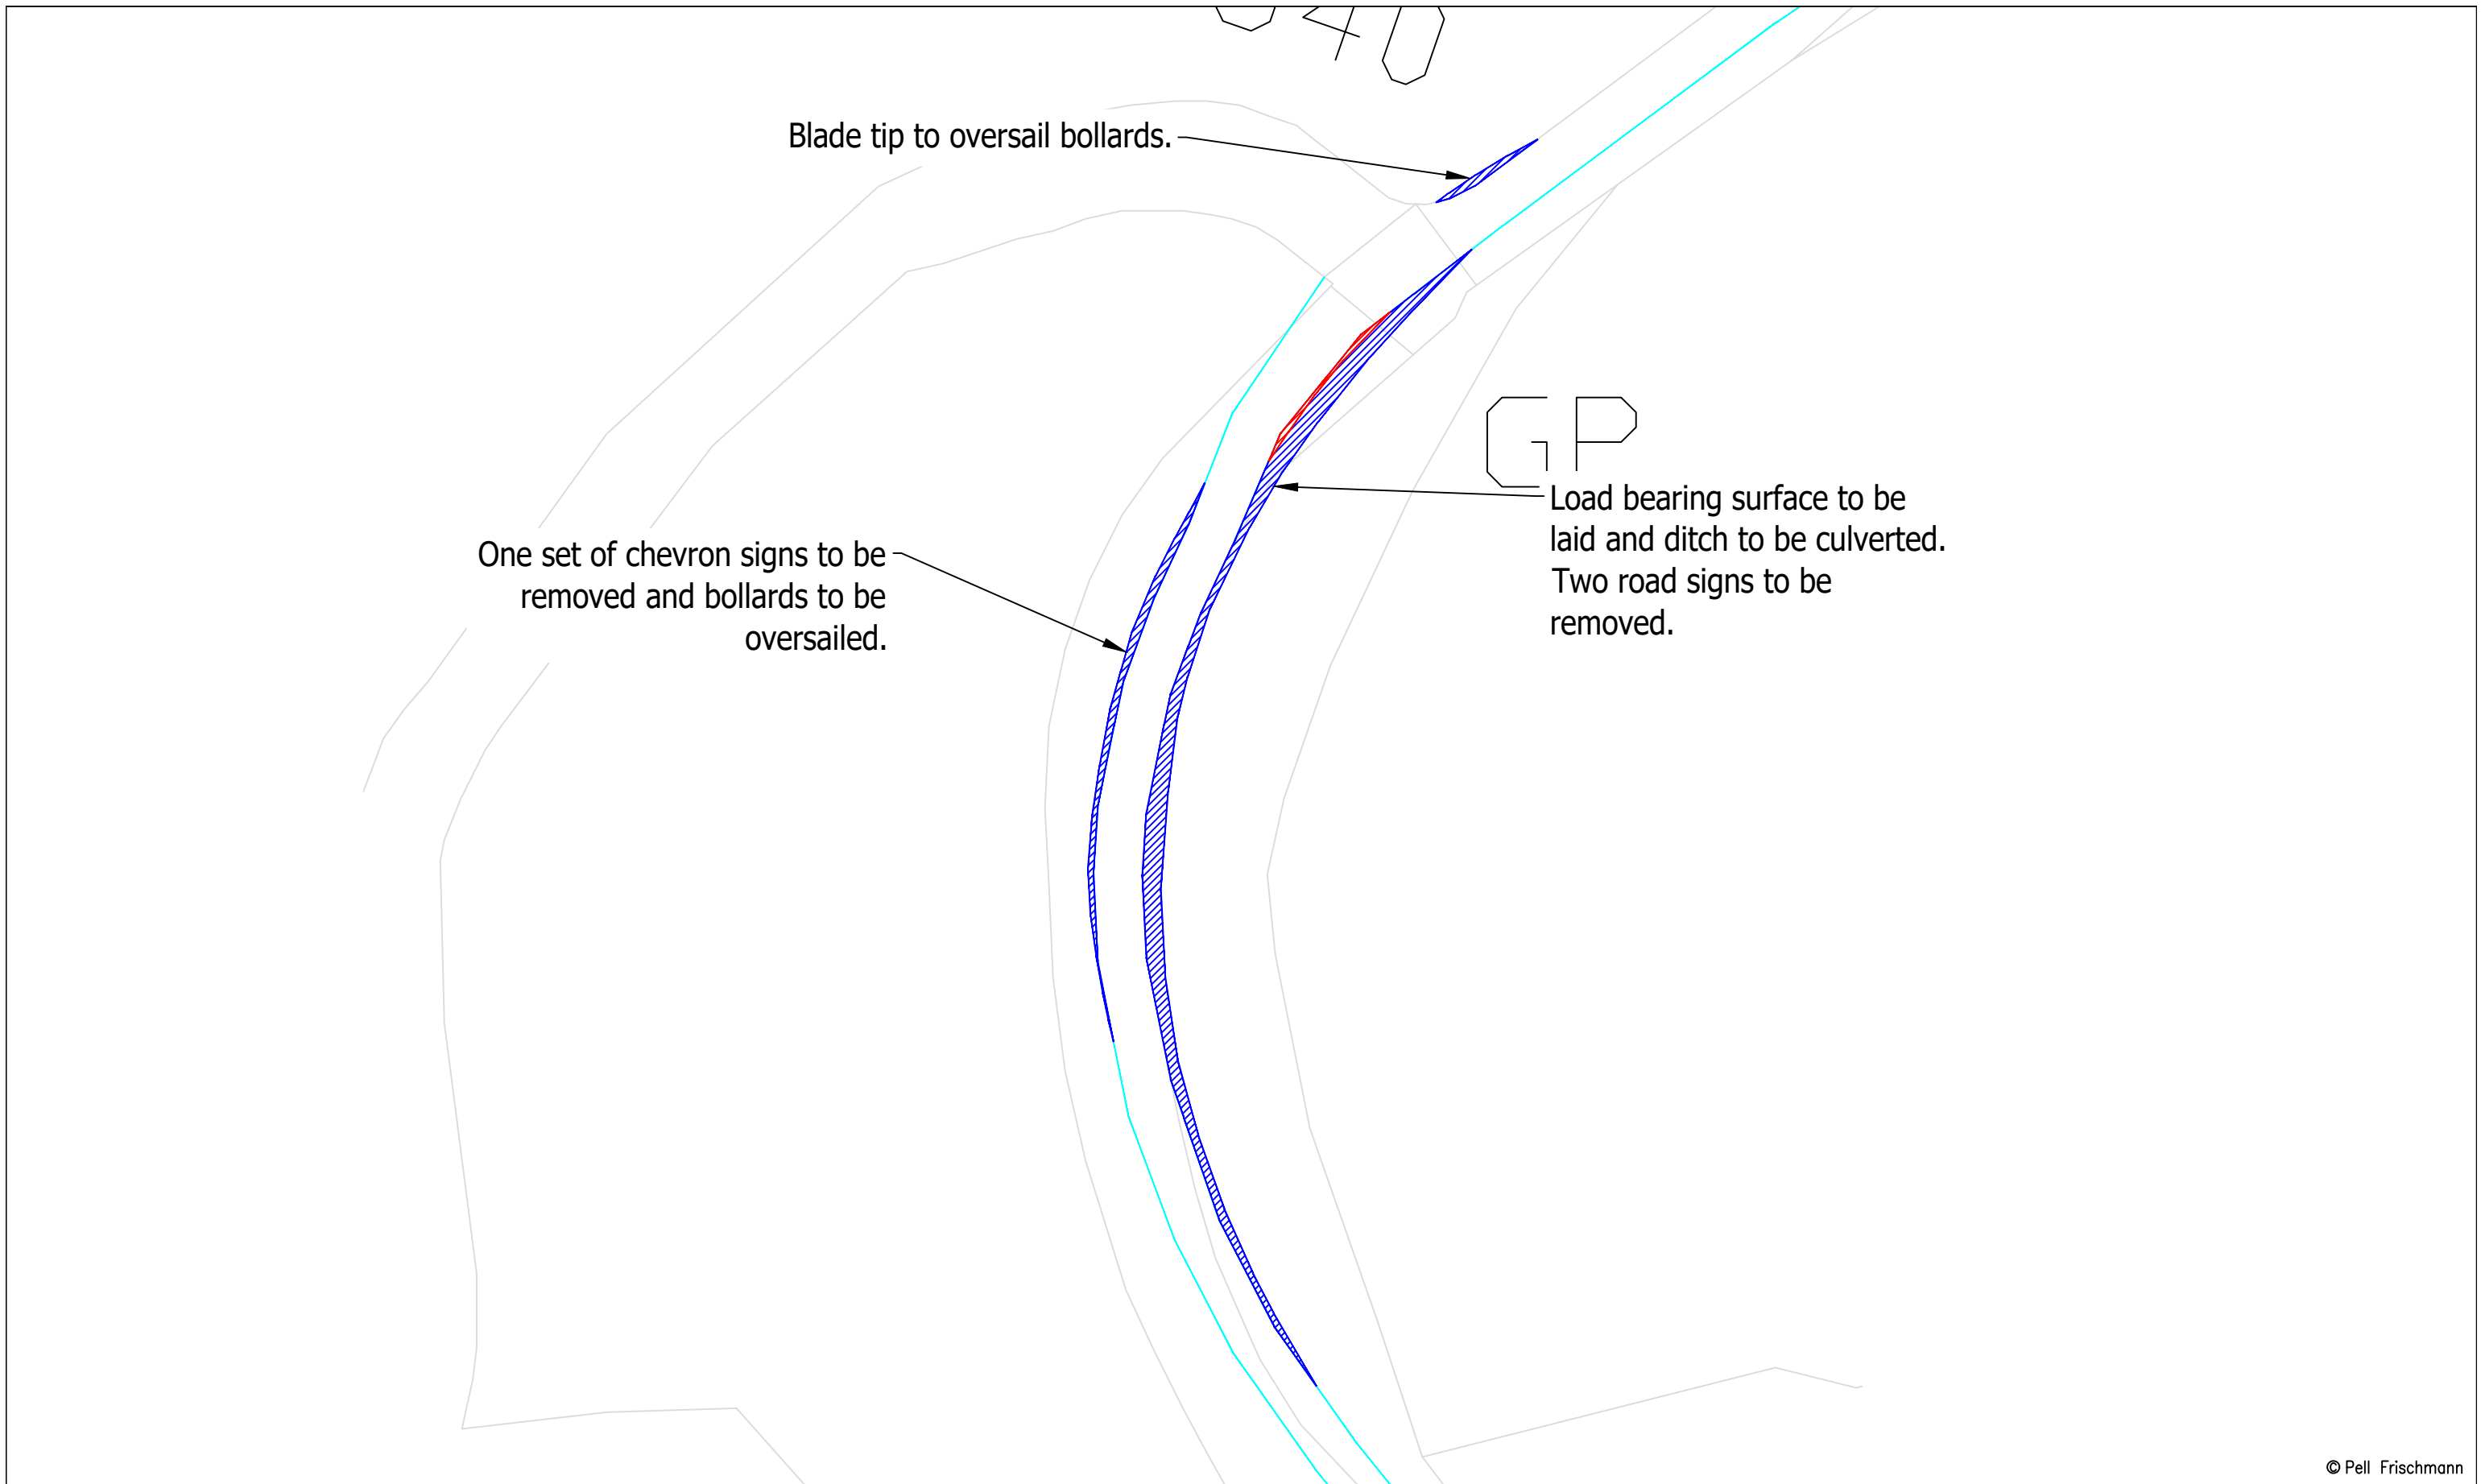 Blade tip to oversail bollards.
GP
Load bearing surface to be
laid and ditch to be culverted.
Two road signs to be
removed.
One set of chevron signs to be
removed and bollards to be
oversailed.
© Pell Frischmann